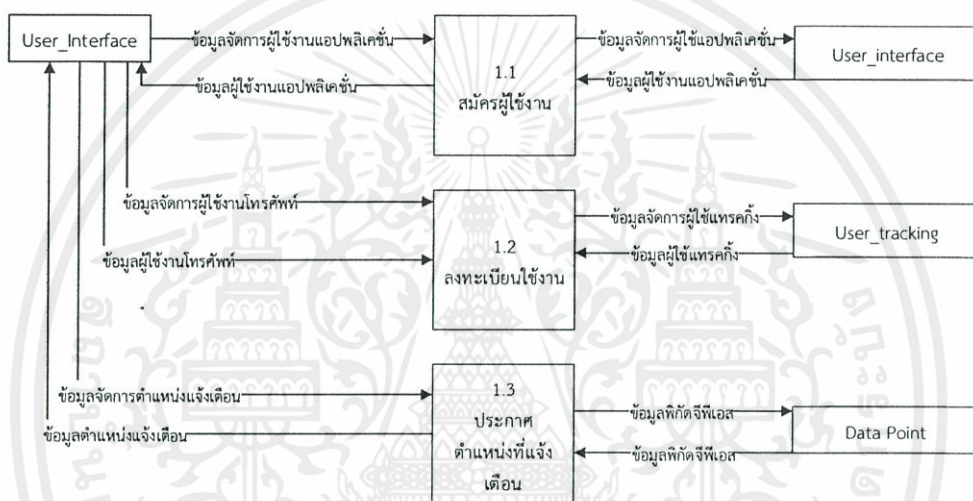 User_Interface
ข้อมูลจัดการผู้ใช้งานแอปพลิเคชั่น
ข้อมูลผู้ใช้งานแอปพลิเคชั่น
1.1
สมัครผู้ใช้งาน
ข้อมูลจัดการผู้ใช้แอปพลิเคชั่น
ข้อมูลผู้ใช้งานแอปพลิเคชั่น
User_interface
ข้อมูลจัดการผู้ใช้งานโทรศัพท์
ข้อมูลผู้ใช้งานโทรศัพท์
1.2
ลงทะเบียนใช้งาน
ข้อมูลจัดการผู้ใช้แทรคกิ้ง
ข้อมูลผู้ใช้แทรคกิ้ง
User_tracking
ข้อมูลจัดการตำแหน่งแจ้งเตือน
ข้อมูลตำแหน่งแจ้งเตือน
1.3
ประกาศ
ตำแหน่งที่แจ้ง
เตือน
ข้อมูลพิกัดจีพีเอส
ข้อมูลพิกัดจีพีเอส
Data Point